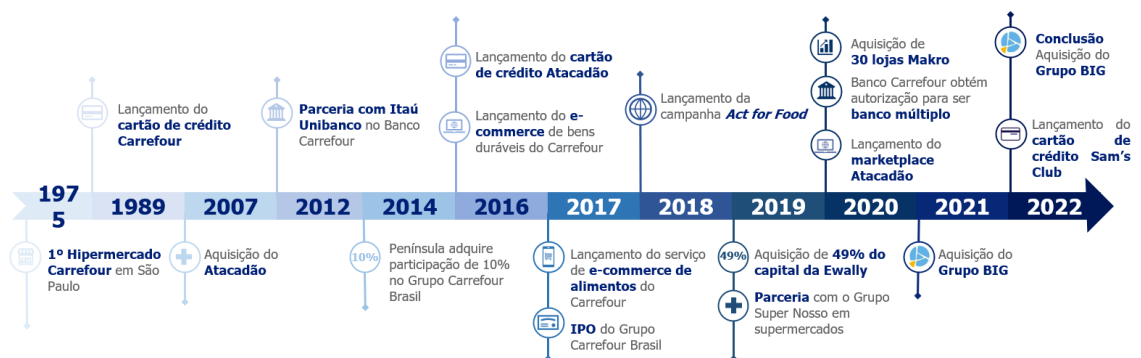 Lançamento do
cartão de crédito
Carrefour
Parceria com Itaú
Unibanco no Banco
Carrefour
Lançamento do cartão
de crédito Atacadão
Lançamento do e-
commerce de bens
duráveis do Carrefour
Lançamento da
campanha Act for Food
Aquisição de
30 lojas Makro
Banco Carrefour obtém
autorização para ser
banco múltiplo
Lançamento do
marketplace
Atacadão
Conclusão
Aquisição do
Grupo BIG
Lançamento do
cartão de
crédito Sam's
Club
197
5
1989
2007
2012
2014
2016
2017
2018
2019
2020
2021
2022
1º Hipermercado
Carrefour em São
Paulo
Aquisição do
Atacadão
10%
Península adquire
participação de 10%
no Grupo Carrefour
Brasil
Lançamento do serviço
de e-commerce de
alimentos do
Carrefour
IPO do Grupo
Carrefour Brasil
49%
Aquisição de 49% do
capital da Ewally
Parceria com o Grupo
Super Nosso em
supermercados
Aquisição do
Grupo BIG